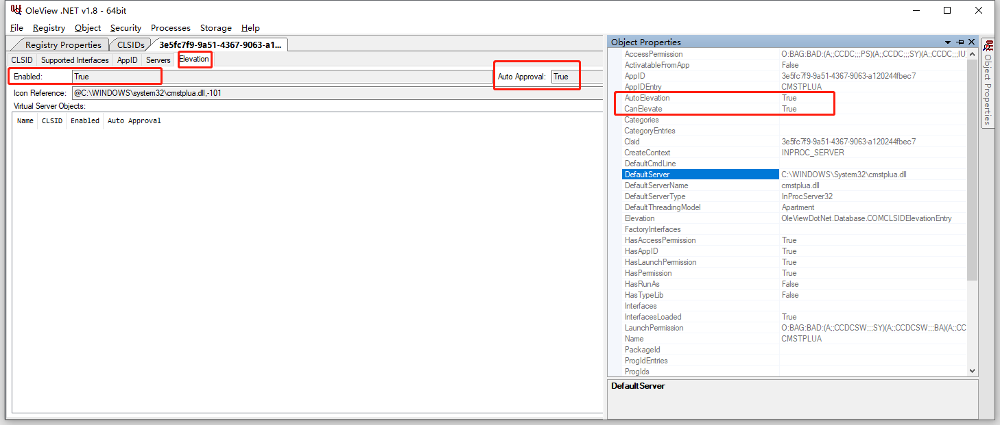 OleView .NET v1.8 - 64bit
File Registry Object Security Processes Storage Help
Registry Properties CLSIDs 3e5fc7f9-9a51-4367-9063-a1...
CLSID Supported Interfaces AppID Servers Elevation
Enabled: True Auto Approval: True
Icon Reference: @C:\WINDOWS\system32\cmstplua.dll,-101
Virtual Server Objects:
Name CLSID Enabled Auto Approval
Object Properties
AccessPermission O:BAG:BAD:(A;;CCDC;;;PS)(A;;CCDC;;;SY)(A;;CCDC;;;IU)
ActivatableFromApp False
AppID 3e5fc7f9-9a51-4367-9063-a120244fbec7
AppIDEntry CMSTPLUA
AutoElevation True
CanElevate True
Categories
CategoryEntries
Clsid 3e5fc7f9-9a51-4367-9063-a120244fbec7
CreateContext INPROC_SERVER
DefaultCmdLine
DefaultServer C:\WINDOWS\System32\cmstplua.dll
DefaultServerName cmstplua.dll
DefaultServerType InProcServer32
DefaultThreadingModel Apartment
Elevation OleViewDotNet.Database.COMCLSIDElevationEntry
FactoryInterfaces
HasAccessPermission True
HasAppID True
HasLaunchPermission True
HasPermission True
HasRunAs False
HasTypeLib False
Interfaces
InterfacesLoaded True
LaunchPermission O:BAG:BAD:(A;;CCDCSW;;;SY)(A;;CCDCSW;;;BA)(A;;CC
Name CMSTPLUA
PackageId
ProgIdEntries
ProgIds
DefaultServer
Object Properties